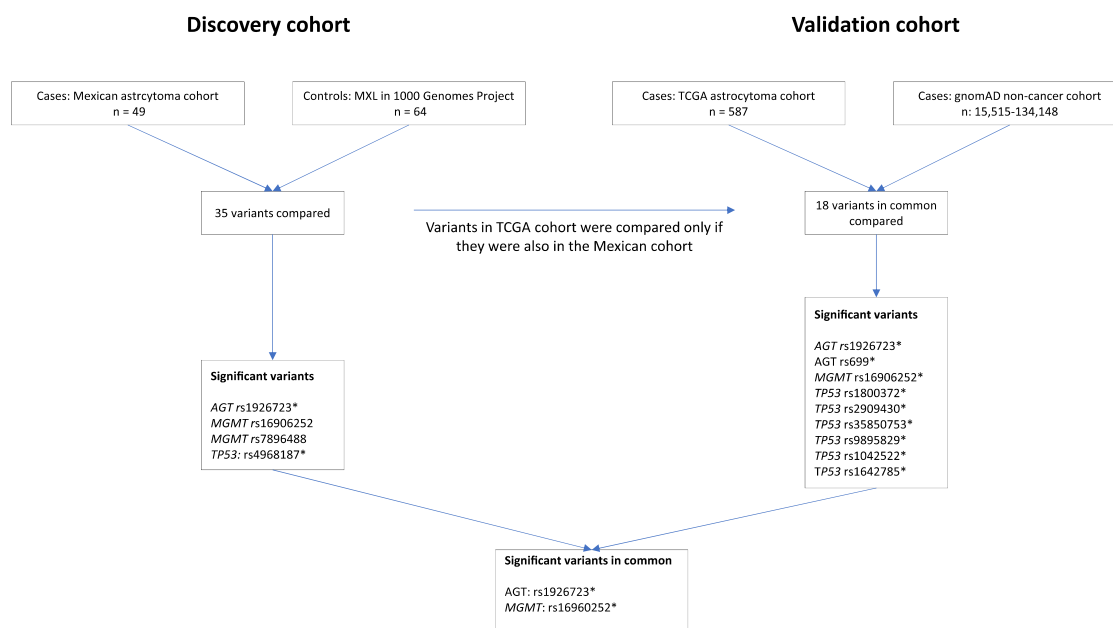 Discovery cohort
Validation cohort
Cases: Mexican astrcytoma cohort
n = 49
Controls: MXL in 1000 Genomes Project
n = 64
Cases: TCGA astrocytoma cohort
n = 587
Cases: gnomAD non-cancer cohort
n: 15,515-134,148
35 variants compared
Variants in TCGA cohort were compared only if
they were also in the Mexican cohort
18 variants in common
compared
Significant variants
AGT rs1926723*
MGMT rs16906252
MGMT rs7896488
TP53: rs4968187*
Significant variants
AGT rs1926723*
AGT rs699*
MGMT rs16906252*
TP53 rs1800372*
TP53 rs2909430*
TP53 rs35850753*
TP53 rs9895829*
TP53 rs1042522*
TP53 rs1642785*
Significant variants in common
AGT: rs1926723*
MGMT: rs16960252*